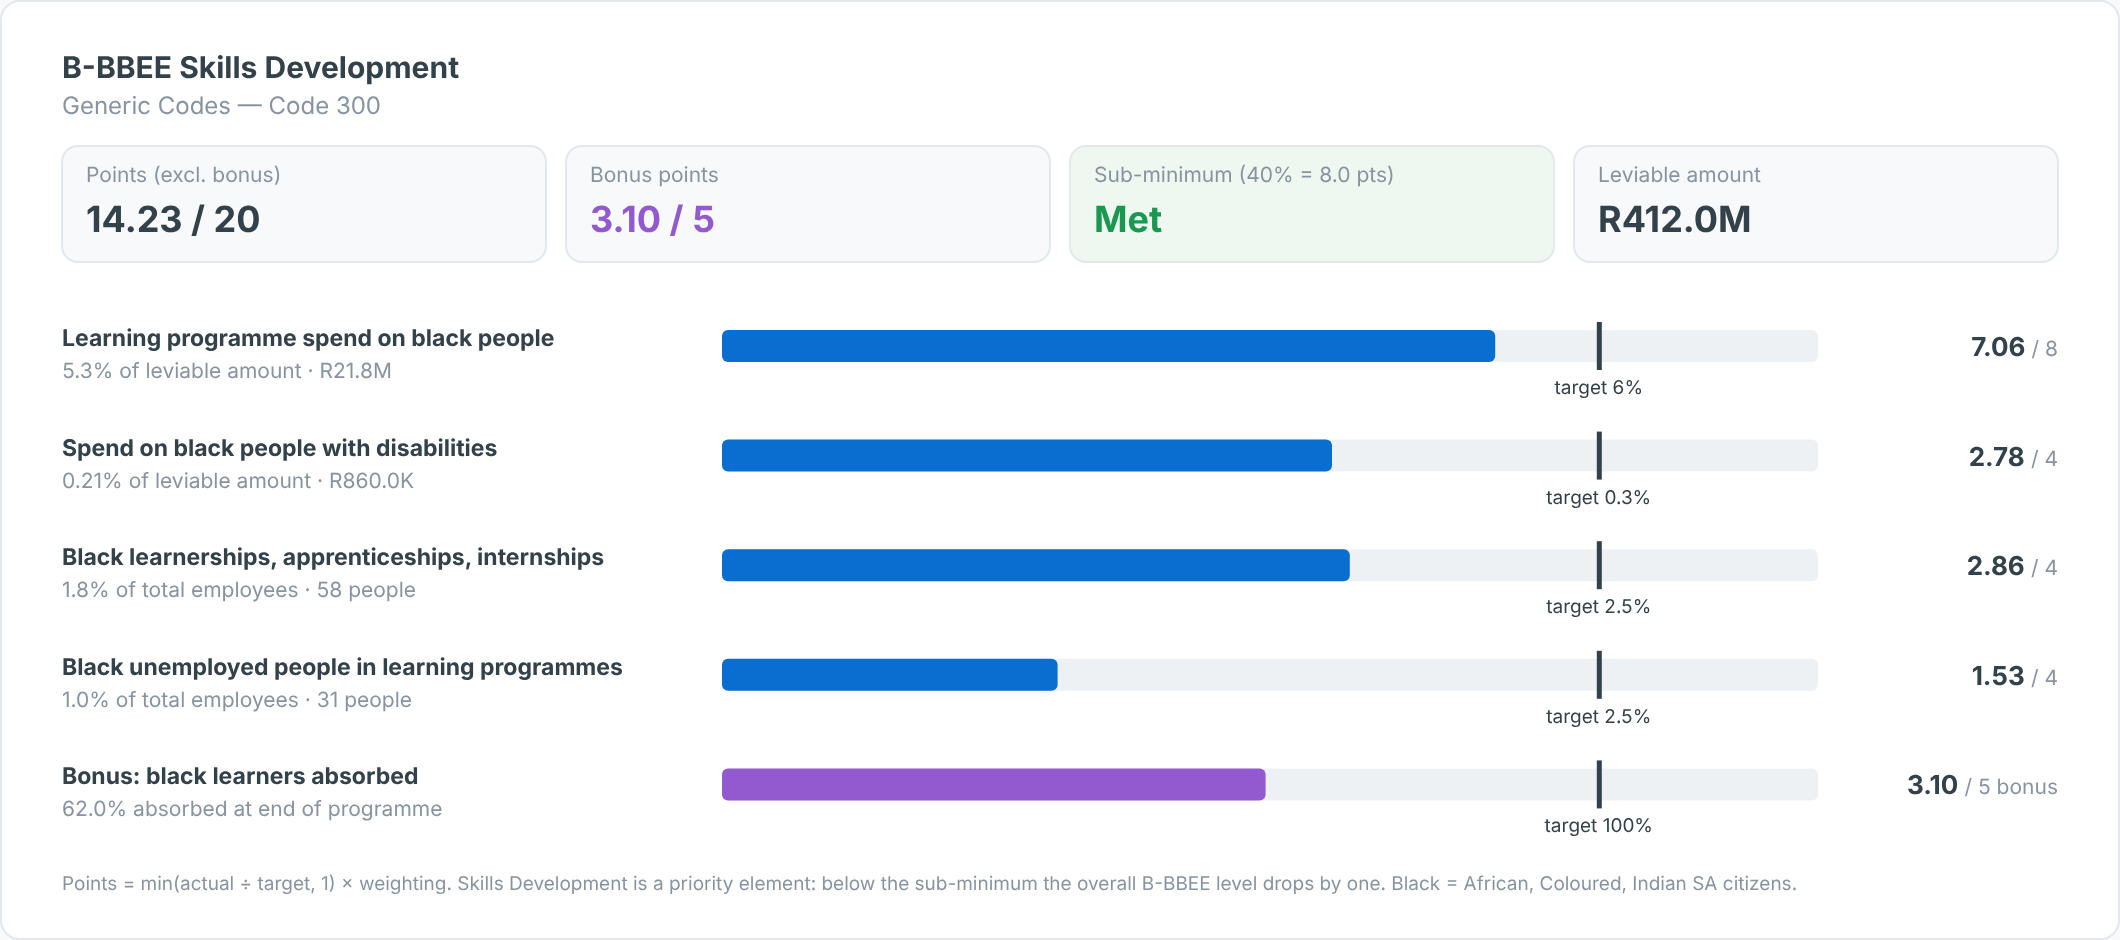 B-BBEE Skills Development
Generic Codes — Code 300
Points (excl. bonus)
14.23 / 20
Bonus points
3.10 / 5
Sub-minimum (40% = 8.0 pts)
Met
Leviable amount
R412.0M
Learning programme spend on black people
5.3% of leviable amount · R21.8M
target 6%
7.06 / 8
Spend on black people with disabilities
0.21% of leviable amount · R860.0K
target 0.3%
2.78 / 4
Black learnerships, apprenticeships, internships
1.8% of total employees · 58 people
target 2.5%
2.86 / 4
Black unemployed people in learning programmes
1.0% of total employees · 31 people
target 2.5%
1.53 / 4
Bonus: black learners absorbed
62.0% absorbed at end of programme
target 100%
3.10 / 5 bonus
Points = min(actual ÷ target, 1) × weighting. Skills Development is a priority element: below the sub-minimum the overall B-BBEE level drops by one. Black = African, Coloured, Indian SA citizens.